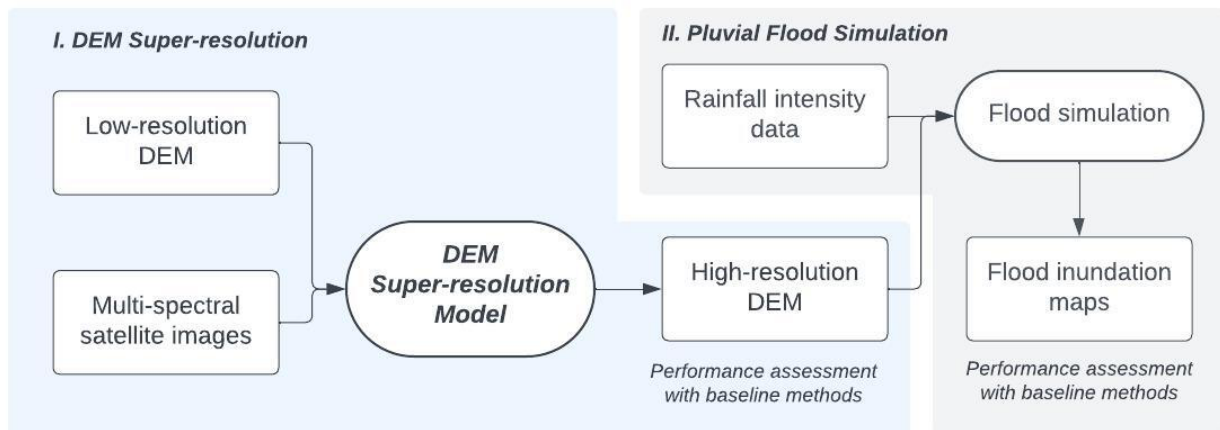 I. DEM Super-resolution
Low-resolution
DEM
Multi-spectral
satellite images
DEM
Super-resolution
Model
High-resolution
DEM
Performance assessment
with baseline methods
II. Pluvial Flood Simulation
Rainfall intensity
data
Flood simulation
Flood inundation
maps
Performance assessment
with baseline methods